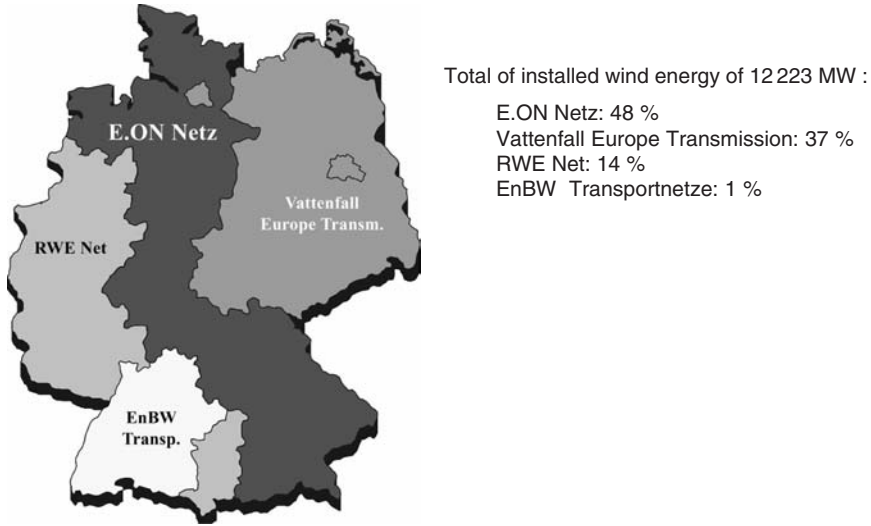 Total of installed wind energy of 12 223 MW :
E.ON Netz: 48 %
Vattenfall Europe Transmission: 37 %
RWE Net: 14 %
EnBW Transportnetze: 1 %
E.ON Netz
Vattenfall
Europe Transm.
RWE Net
EnBW
Transp.